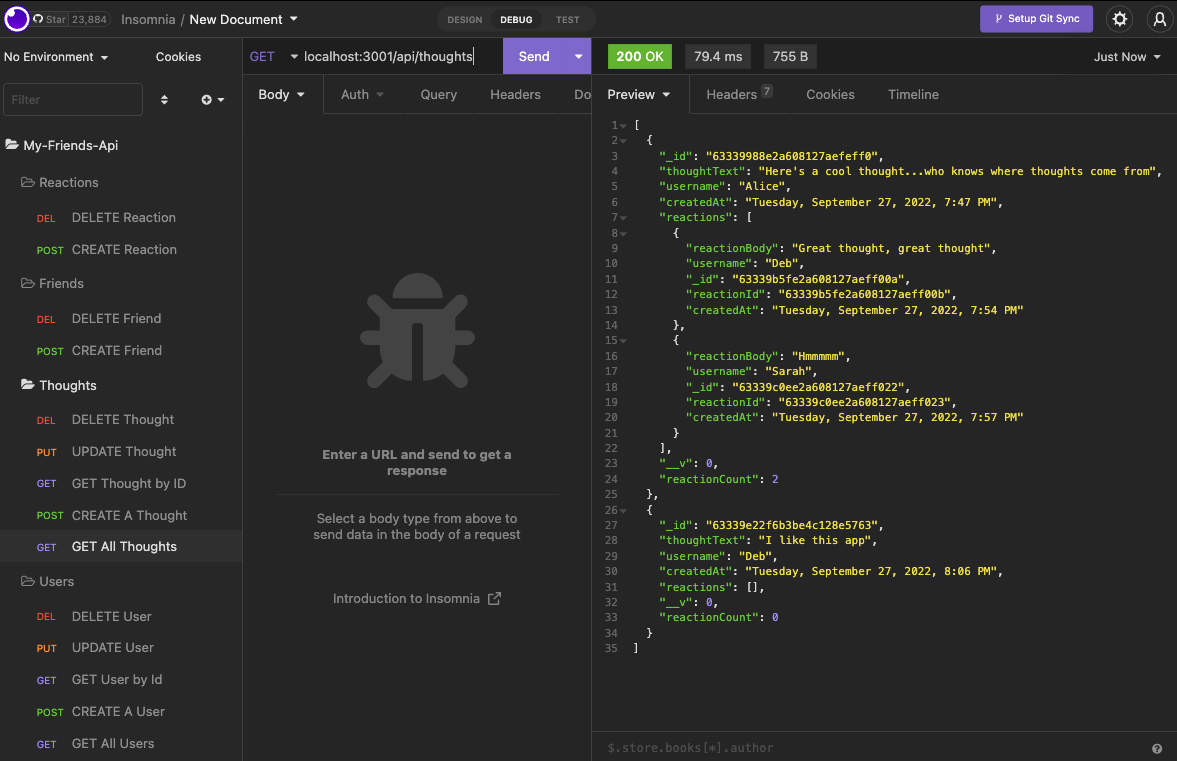 Star 23,884 Insomnia / New Document DESIGN DEBUG TEST Setup Git Sync
No Environment Cookies
Filter
My-Friends-Api
Reactions
DEL DELETE Reaction
POST CREATE Reaction
Friends
DEL DELETE Friend
POST CREATE Friend
Thoughts
DEL DELETE Thought
PUT UPDATE Thought
GET GET Thought by ID
POST CREATE A Thought
GET GET All Thoughts
Users
DEL DELETE User
PUT UPDATE User
GET GET User by Id
POST CREATE A User
GET GET All Users
GET localhost:3001/api/thoughts Send
Body Auth Query Headers Do
Enter a URL and send to get a
response
Select a body type from above to
send data in the body of a request
Introduction to Insomnia
200 OK 79.4 ms 755 B Just Now
Preview Headers 7 Cookies Timeline
1 [
2 {
3 "_id": "63339988e2a608127aefeff0",
4 "thoughtText": "Here's a cool thought...who knows where thoughts come from",
5 "username": "Alice",
6 "createdAt": "Tuesday, September 27, 2022, 7:47 PM",
7 "reactions": [
8 {
9 "reactionBody": "Great thought, great thought",
10 "username": "Deb",
11 "_id": "63339b5fe2a608127aeff00a",
12 "reactionId": "63339b5fe2a608127aeff00b",
13 "createdAt": "Tuesday, September 27, 2022, 7:54 PM"
14 },
15 {
16 "reactionBody": "Hmmmmm",
17 "username": "Sarah",
18 "_id": "63339c0ee2a608127aeff022",
19 "reactionId": "63339c0ee2a608127aeff023",
20 "createdAt": "Tuesday, September 27, 2022, 7:57 PM"
21 }
22 ],
23 "__v": 0,
24 "reactionCount": 2
25 },
26 {
27 "_id": "63339e22f6b3be4c128e5763",
28 "thoughtText": "I like this app",
29 "username": "Deb",
30 "createdAt": "Tuesday, September 27, 2022, 8:06 PM",
31 "reactions": [],
32 "__v": 0,
33 "reactionCount": 0
34 }
35 ]
$.store.books[*].author